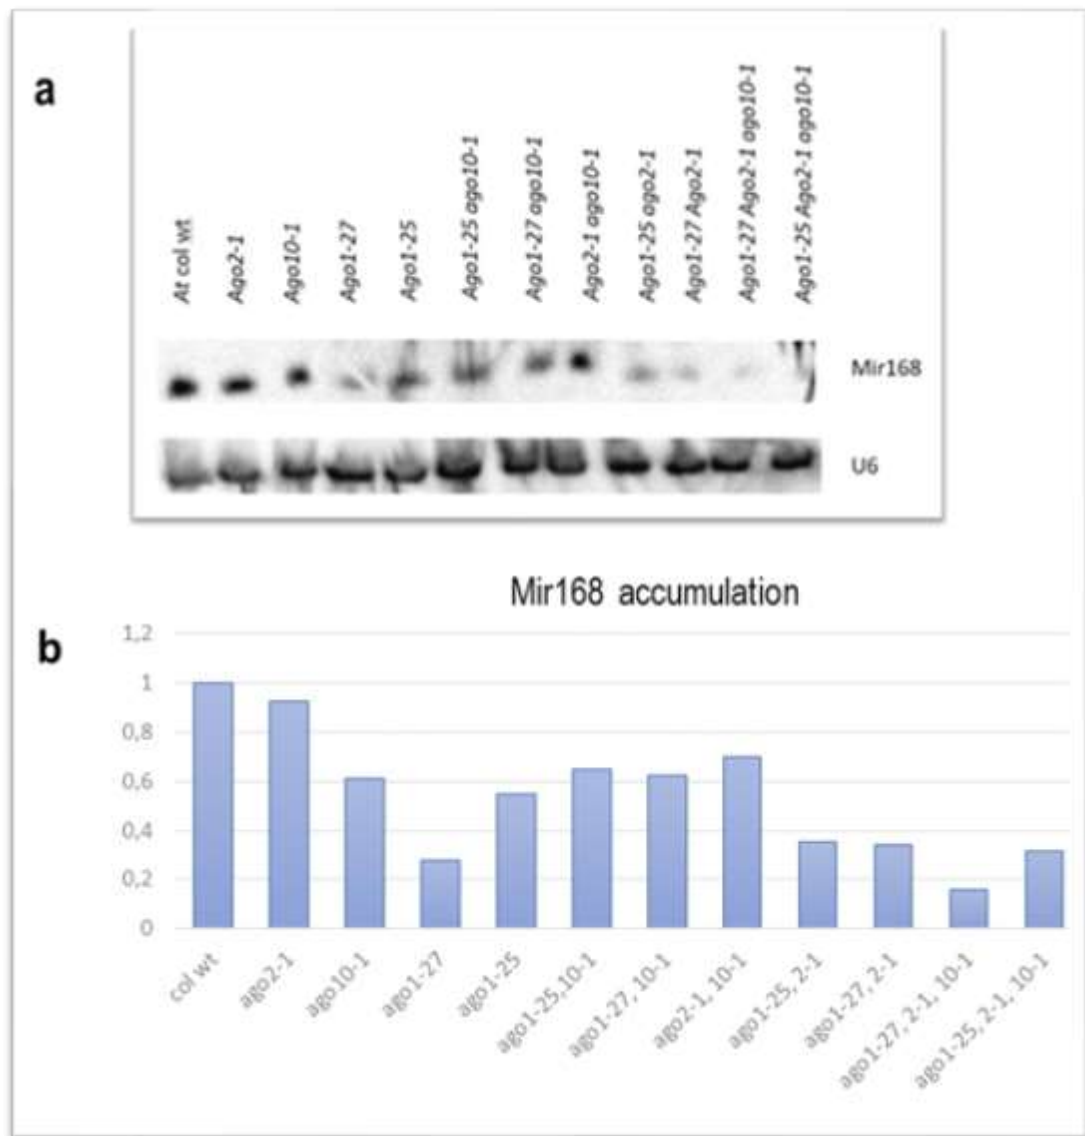 a
At col wt
Ago2-1
Ago10-1
Ago1-27
Ago1-25
Ago1-25 ago10-1
Ago1-27 ago10-1
Ago2-1 ago10-1
Ago1-25 ago2-1
Ago1-27 Ago2-1
Ago1-27 Ago2-1 ago10-1
Ago1-25 Ago2-1 ago10-1
Mir168
U6
Mir168 accumulation
b
1,2
1
0,8
0,6
0,4
0,2
0
col wt
ago2-1
ago10-1
ago1-27
ago1-25
ago1-25,10-1
ago1-27, 10-1
ago2-1, 10-1
ago1-25, 2-1
ago1-27, 2-1
ago1-27, 2-1, 10-1
ago1-25, 2-1, 10-1